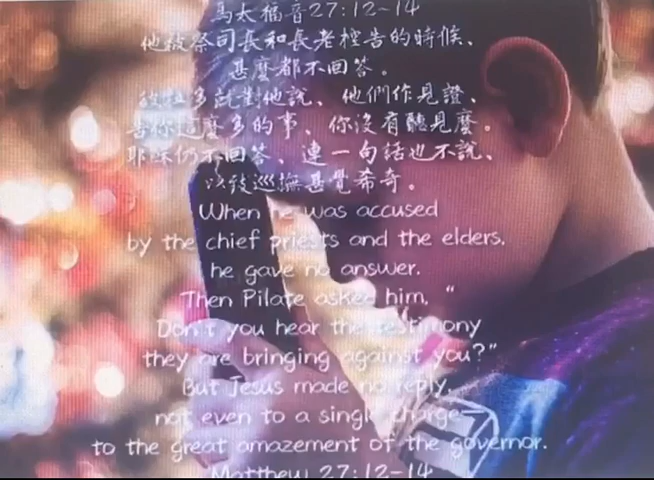 馬太福音27:12-14
他被祭司長和長老控告的時候、
甚麼都不回答。
彼拉多就對他說、他們作見證、
告你這麼多的事、你沒有聽見麼。
耶穌仍不回答、連一句話也不說、
以致巡撫甚覺希奇。
When he was accused
by the chief priests and the elders.
he gave no answer.
Then Pilate asked him, "
Don't you hear the testimony
they are bringing against you?"
But Jesus made no reply,
not even to a single charge-
to the great amazement of the governor.
Matthew 27:12-14